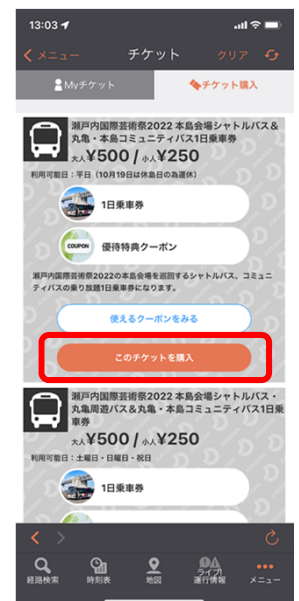 13:03
メニュー
チケット
クリア
Myチケット
チケット購入
瀬戸内国際芸術祭2022 本島会場シャトルバス&
丸亀・本島コミュニティバス1日乗車券
大人¥500 / 小人¥250
利用可能日:平日(10月19日は休島日の為運休)
1日乗車券
COUPON
優待特典クーポン
瀬戸内国際芸術祭2022の本島会場を巡回するシャトルバス、コミュニ
ティバスの乗り放題1日乗車券になります。
使えるクーポンをみる
このチケットを購入
瀬戸内国際芸術祭2022 本島会場シャトルバス・
丸亀周遊バス&丸亀・本島コミュニティバス1日乗
車券
大人¥500 / 小人¥250
利用可能日:土曜日・日曜日・祝日
1日乗車券
経路検索
時刻表
地図
ライブ!
運行情報
メニュー